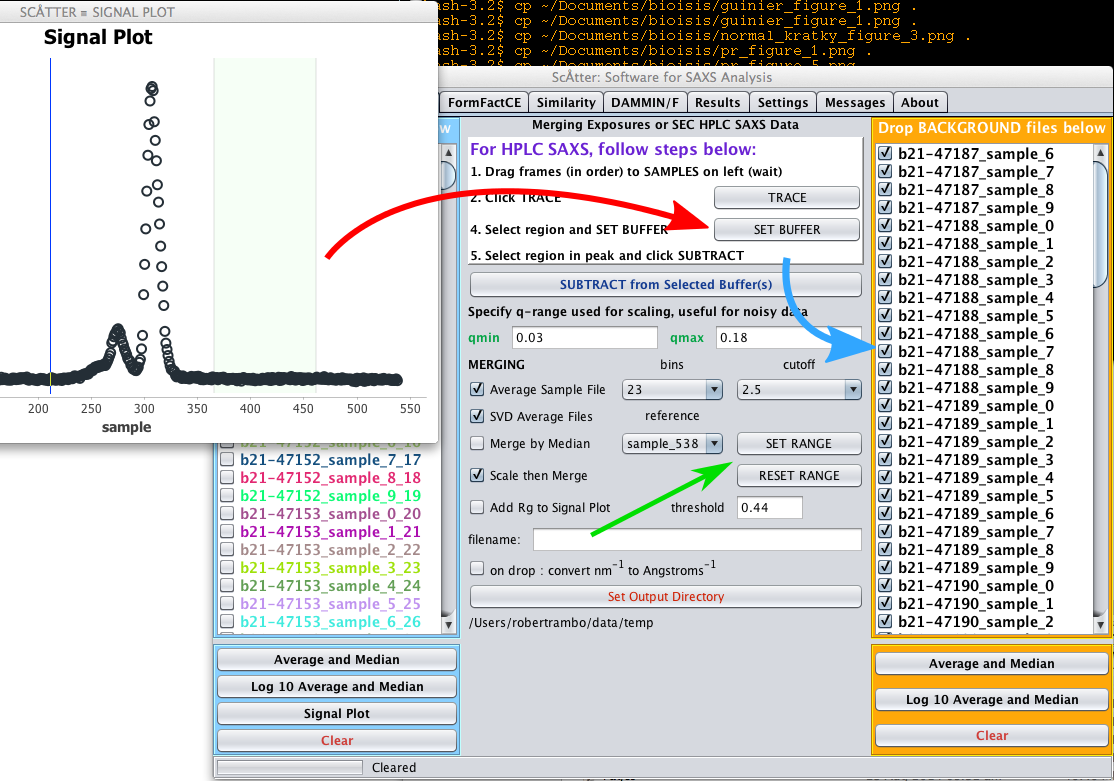 SCÅTTER ≡ SIGNAL PLOT
Signal Plot
200 250 300 350 400 450 500 550
sample
ash-3.2$ cp ~/Documents/bioisis/guinier_figure_1.png .
ash-3.2$ cp ~/Documents/bioisis/guinier_figure_1.png .
ash-3.2$ cp ~/Documents/bioisis/normal_kratky_figure_3.png .
ash-3.2$ cp ~/Documents/bioisis/pr_figure_1.png .
ash-3.2$ cp ~/Documents/bioisis/pr_figure_5.png
ScÅtter: Software for SAXS Analysis
FormFactCE Similarity DAMMIN/F Results Settings Messages About
w
Merging Exposures or SEC HPLC SAXS Data
For HPLC SAXS, follow steps below:
1. Drag frames (in order) to SAMPLES on left (wait)
2. Click TRACE
TRACE
4. Select region and SET BUFFER
SET BUFFER
5. Select region in peak and click SUBTRACT
SUBTRACT from Selected Buffer(s)
Specify q-range used for scaling, useful for noisy data
qmin 0.03 qmax 0.18
MERGING bins cutoff
Average Sample File 23 2.5
SVD Average Files reference
Merge by Median sample_538 SET RANGE
Scale then Merge RESET RANGE
Add Rg to Signal Plot threshold 0.44
filename:
on drop : convert nm-1 to Angstroms-1
Set Output Directory
/Users/robertrambo/data/temp
b21-47152_sample_6_16
b21-47152_sample_7_17
b21-47152_sample_8_18
b21-47152_sample_9_19
b21-47153_sample_0_20
b21-47153_sample_1_21
b21-47153_sample_2_22
b21-47153_sample_3_23
b21-47153_sample_4_24
b21-47153_sample_5_25
b21-47153_sample_6_26
Average and Median
Log 10 Average and Median
Signal Plot
Clear
Drop BACKGROUND files below
b21-47187_sample_6
b21-47187_sample_7
b21-47187_sample_8
b21-47187_sample_9
b21-47188_sample_0
b21-47188_sample_1
b21-47188_sample_2
b21-47188_sample_3
b21-47188_sample_4
b21-47188_sample_5
b21-47188_sample_6
b21-47188_sample_7
b21-47188_sample_8
b21-47188_sample_9
b21-47189_sample_0
b21-47189_sample_1
b21-47189_sample_2
b21-47189_sample_3
b21-47189_sample_4
b21-47189_sample_5
b21-47189_sample_6
b21-47189_sample_7
b21-47189_sample_8
b21-47189_sample_9
b21-47190_sample_0
b21-47190_sample_1
b21-47190_sample_2
Average and Median
Log 10 Average and Median
Clear
Cleared